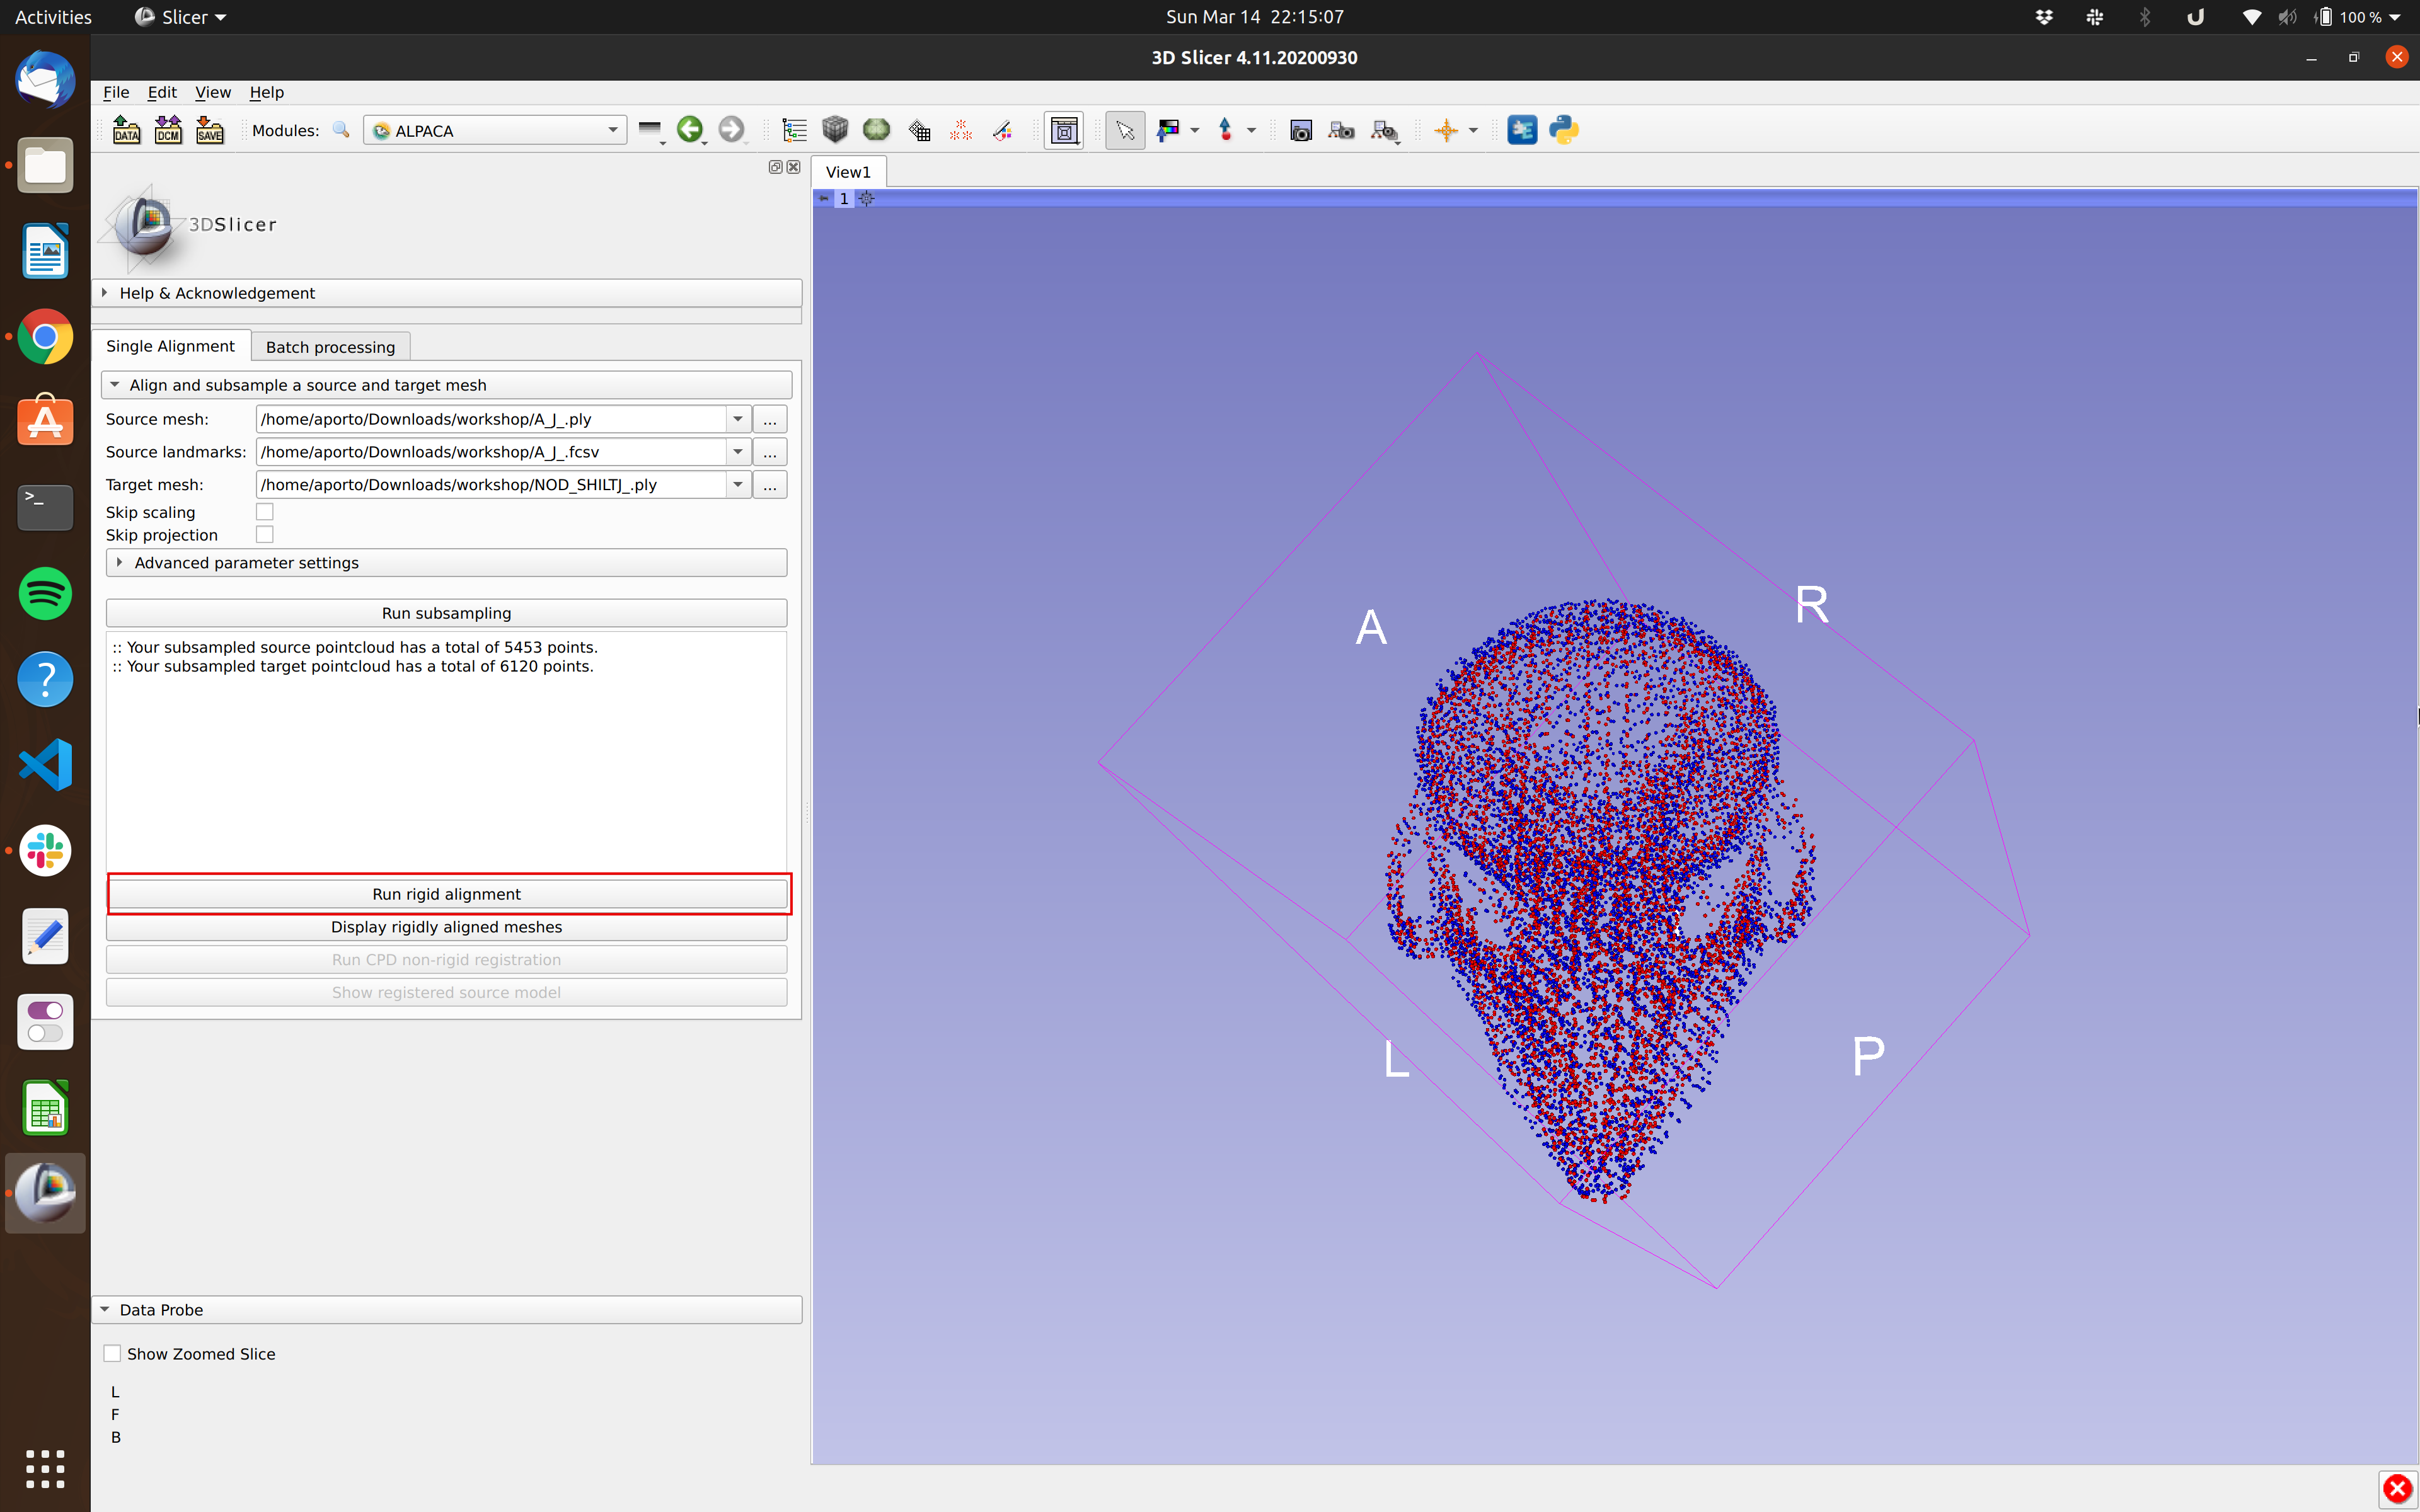 Activities
Slicer
Sun Mar 14 22:15:07
100 %
3D Slicer 4.11.20200930
File Edit View Help
DATA
DCM
SAVE
Modules:
ALPACA
View1
1
3DSlicer
Help & Acknowledgement
Single Alignment
Batch processing
Align and subsample a source and target mesh
Source mesh: /home/aporto/Downloads/workshop/A_J_.ply ...
Source landmarks: /home/aporto/Downloads/workshop/A_J_.fcsv ...
Target mesh: /home/aporto/Downloads/workshop/NOD_SHILTJ_.ply ...
Skip scaling
Skip projection
Advanced parameter settings
Run subsampling
:: Your subsampled source pointcloud has a total of 5453 points.
:: Your subsampled target pointcloud has a total of 6120 points.
Run rigid alignment
Display rigidly aligned meshes
Run CPD non-rigid registration
Show registered source model
Data Probe
Show Zoomed Slice
L
F
B
A
R
L
P